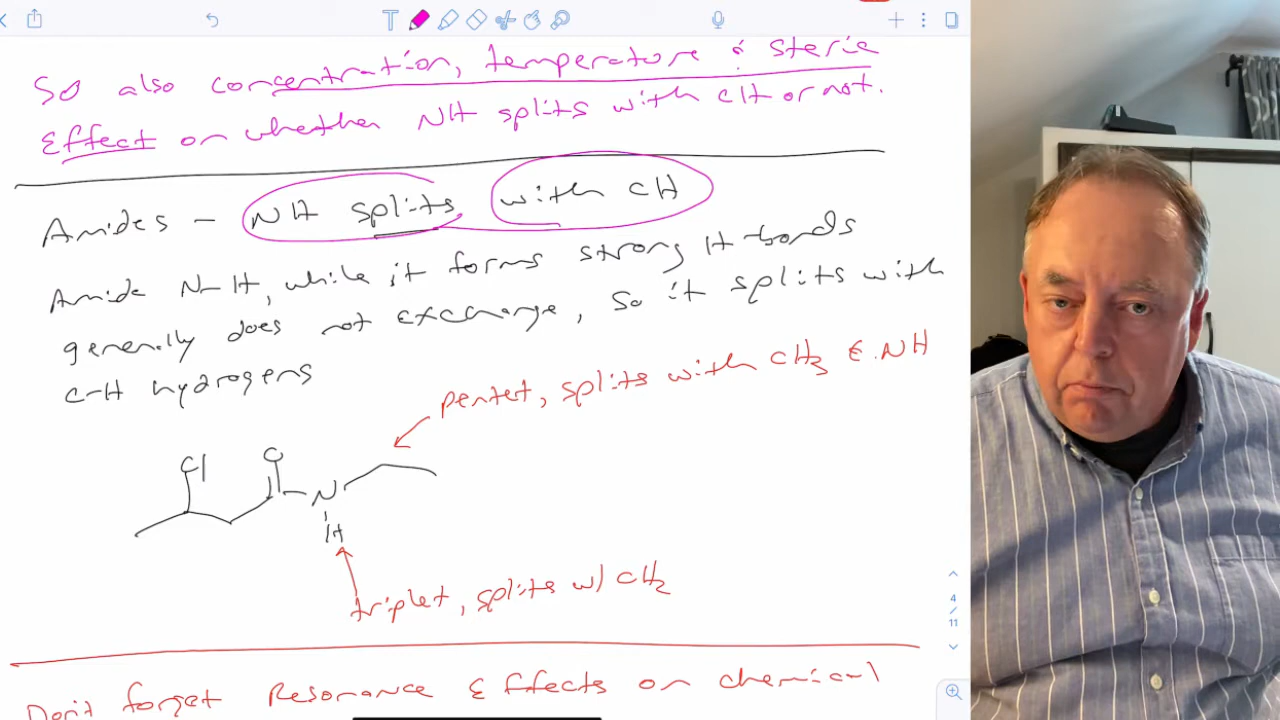 So also concentration, temperature & steric
Effect on whether NH splits with CH or not.
Amides - NH splits with CH
Amide N-H, while it forms strong H-bonds
generally does not exchange, so it splits with
C-H hydrogens
pentet, splits with CH3 & NH
Cl
O
N
H
triplet, splits w/ CH2
4
/
11
Don't forget Resonance Effects on chemical